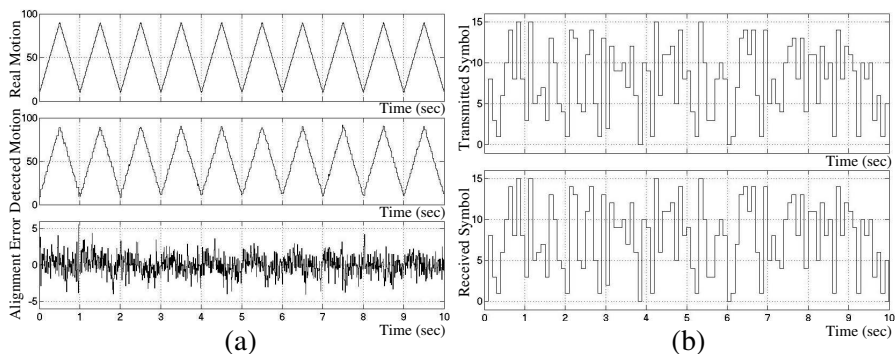 100
50
0
Real Motion
Time (sec)
100
50
0
Detected Motion
Time (sec)
5
0
-5
Alignment Error
0 1 2 3 4 5 6 7 8 9 10
Time (sec)
(a)
15
10
5
0
Transmitted Symbol
Time (sec)
15
10
5
0
Received Symbol
0 1 2 3 4 5 6 7 8 9 10
Time (sec)
(b)